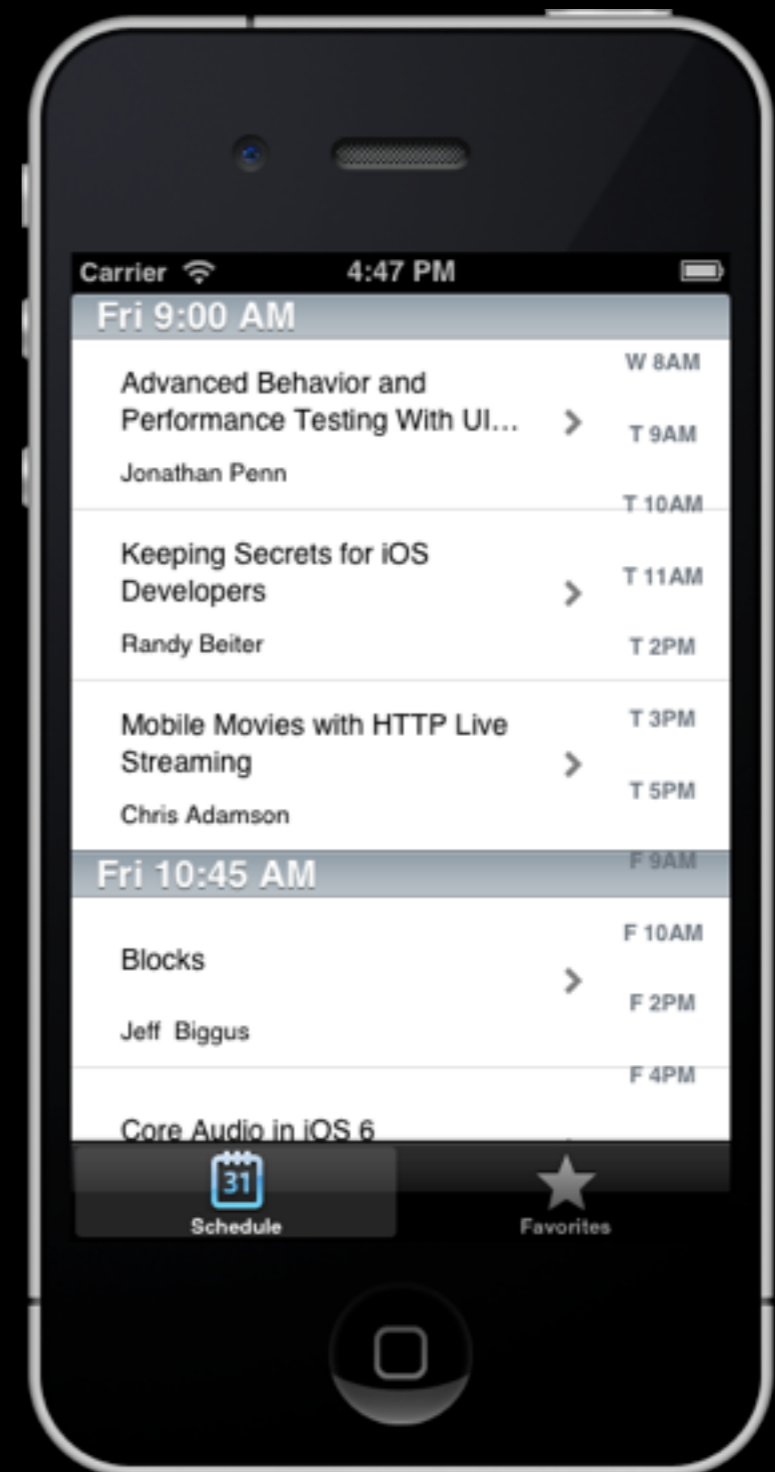 Carrier 4:47 PM
Fri 9:00 AM
Advanced Behavior and
Performance Testing With UI...
Jonathan Penn
Keeping Secrets for iOS
Developers
Randy Beiter
Mobile Movies with HTTP Live
Streaming
Chris Adamson
Fri 10:45 AM
Blocks
Jeff Biggus
Core Audio in iOS 6
W 8AM
T 9AM
T 10AM
T 11AM
T 2PM
T 3PM
T 5PM
F 9AM
F 10AM
F 2PM
F 4PM
31
Schedule
Favorites